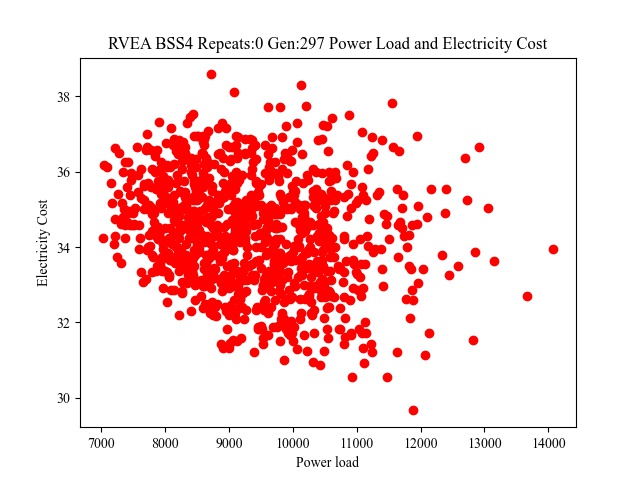 RVEA BSS4 Repeats:0 Gen:297 Power Load and Electricity Cost
38
36
34
32
30
Electricity Cost
7000 8000 9000 10000 11000 12000 13000 14000
Power load